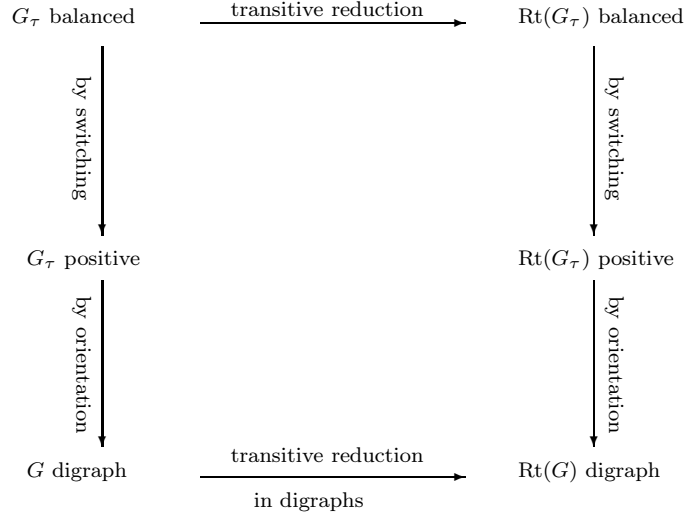 G_τ balanced
transitive reduction
Rt(G_τ) balanced
by switching
by switching
G_τ positive
Rt(G_τ) positive
by orientation
by orientation
G digraph
transitive reduction
in digraphs
Rt(G) digraph